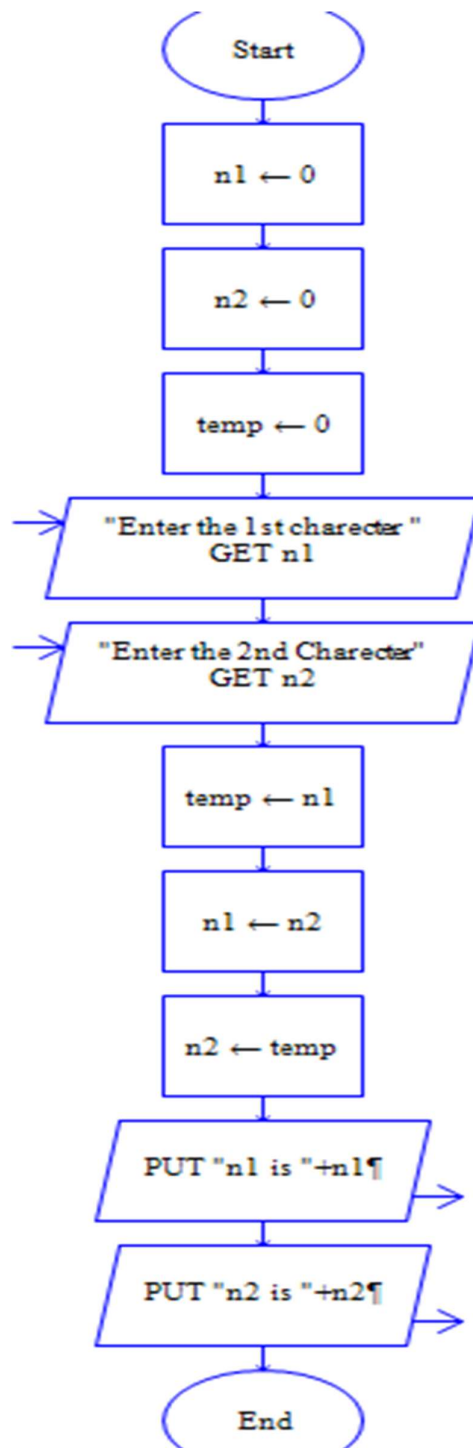 Start
n1 ← 0
n2 ← 0
temp ← 0
"Enter the 1st charecter "
GET n1
"Enter the 2nd Charecter"
GET n2
temp ← n1
n1 ← n2
n2 ← temp
PUT "n1 is "+n1¶
PUT "n2 is "+n2¶
End